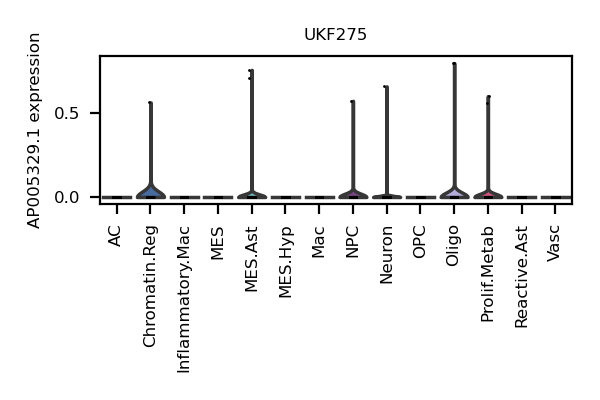 UKF275
AP005329.1 expression
0.5
0.0
AC
Chromatin.Reg
Inflammatory.Mac
MES
MES.Ast
MES.Hyp
Mac
NPC
Neuron
OPC
Oligo
Prolif.Metab
Reactive.Ast
Vasc